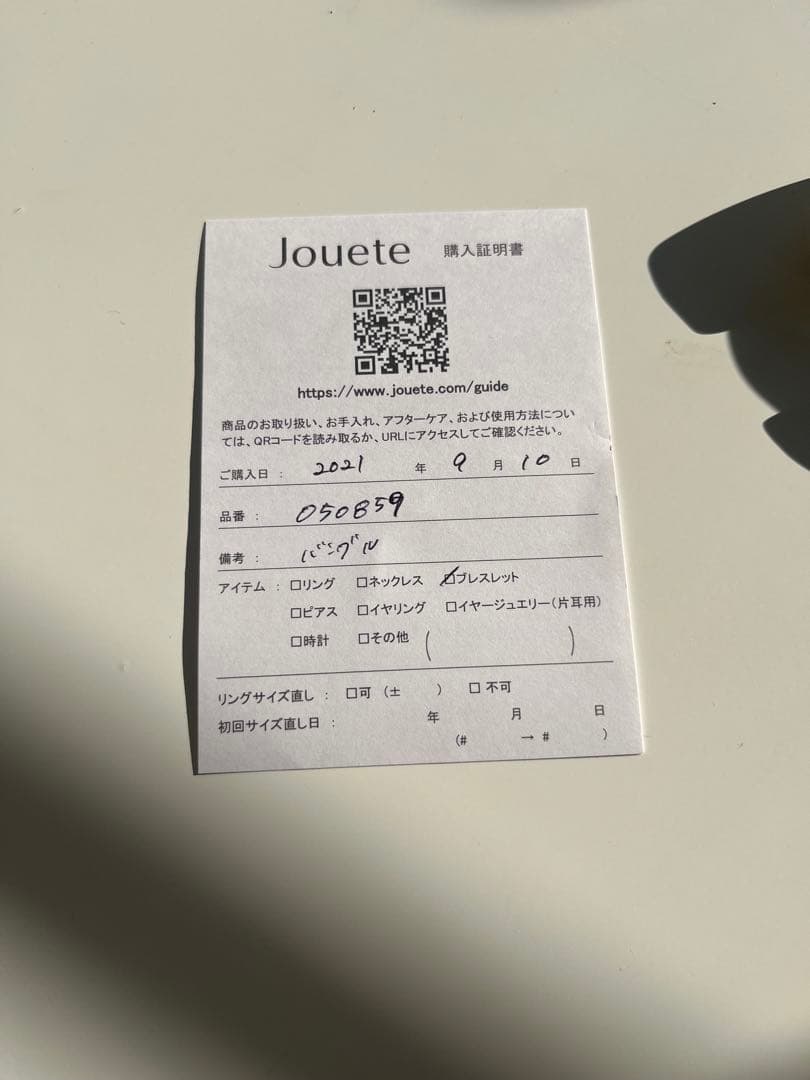 Jouete 購入証明書
https://www.jouete.com/guide
商品のお取り扱い、お手入れ、アフターケア、および使用方法につい
ては、QRコードを読み取るか、URLにアクセスしてご確認ください。
ご購入日 : 2021 年 9 月 10 日
品番 : 050859
備考 : バングル
アイテム : □リング □ネックレス ☑ブレスレット
□ピアス □イヤリング □イヤージュエリー(片耳用)
□時計 □その他 ( )
リングサイズ直し : □可 (± ) □ 不可
初回サイズ直し日 : 年 月 日
(# → # )